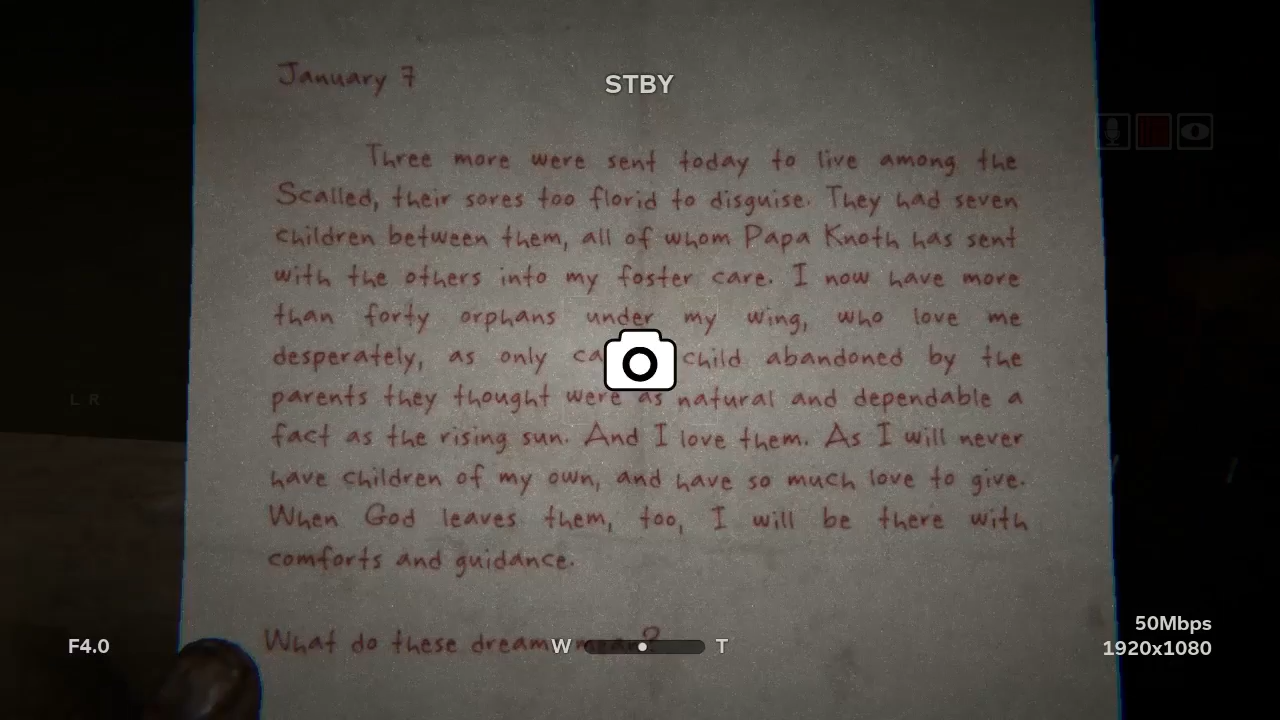 January 7
STBY
Three more were sent today to live among the
Scalled, their sores too florid to disguise. They had seven
children between them, all of whom Papa Knoth has sent
with the others into my foster care. I now have more
than forty orphans under my wing, who love me
desperately, as only ca child abandoned by the
parents they thought were as natural and dependable a
fact as the rising sun. And I love them. As I will never
have children of my own, and have so much love to give.
When God leaves them, too, I will be there with
comforts and guidance.
L R
What do these dream mean?
F4.0
W T
50Mbps
1920x1080